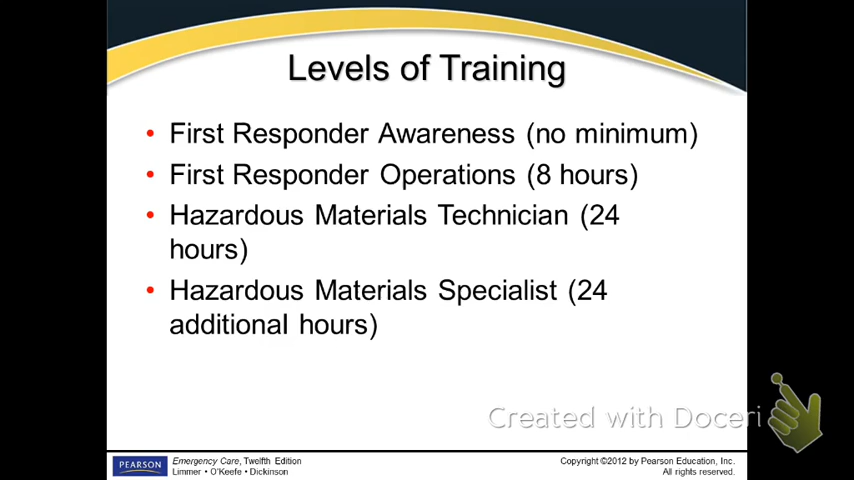 Levels of Training
• First Responder Awareness (no minimum)
• First Responder Operations (8 hours)
• Hazardous Materials Technician (24
hours)
• Hazardous Materials Specialist (24
additional hours)
Created with Doceri
PEARSON
Emergency Care, Twelfth Edition
Limmer • O'Keefe • Dickinson
Copyright ©2012 by Pearson Education, Inc.
All rights reserved.